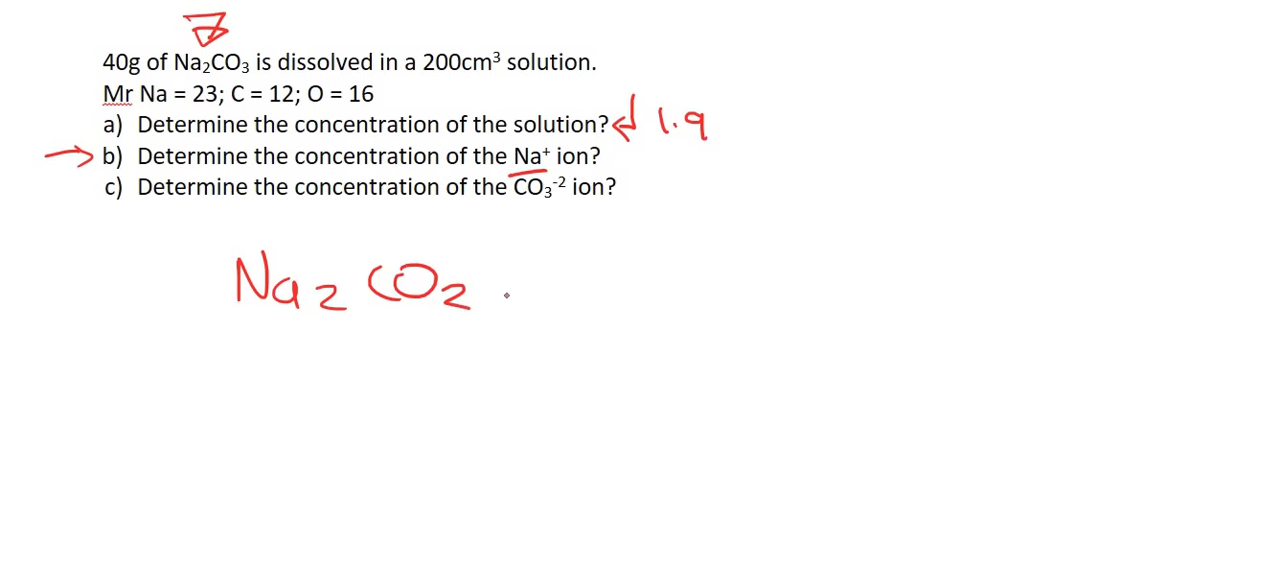 40g of Na₂CO₃ is dissolved in a 200cm³ solution.
Mr Na = 23; C = 12; O = 16
a) Determine the concentration of the solution? 1.9
b) Determine the concentration of the Na⁺ ion?
c) Determine the concentration of the CO₃⁻² ion?
Na₂CO₂